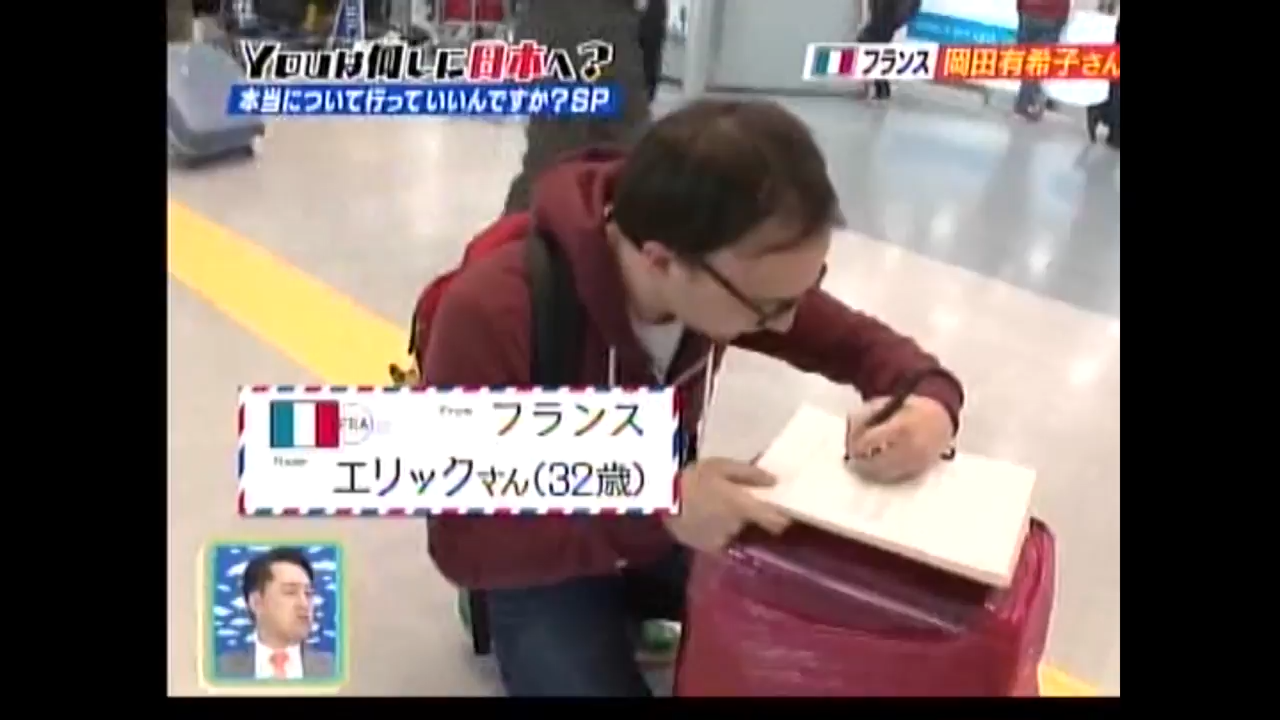 Youは何しに日本へ?
本当について行っていいんですか?SP
フランス 岡田有希子さん
FRA From フランス
Name
エリックさん(32歳)